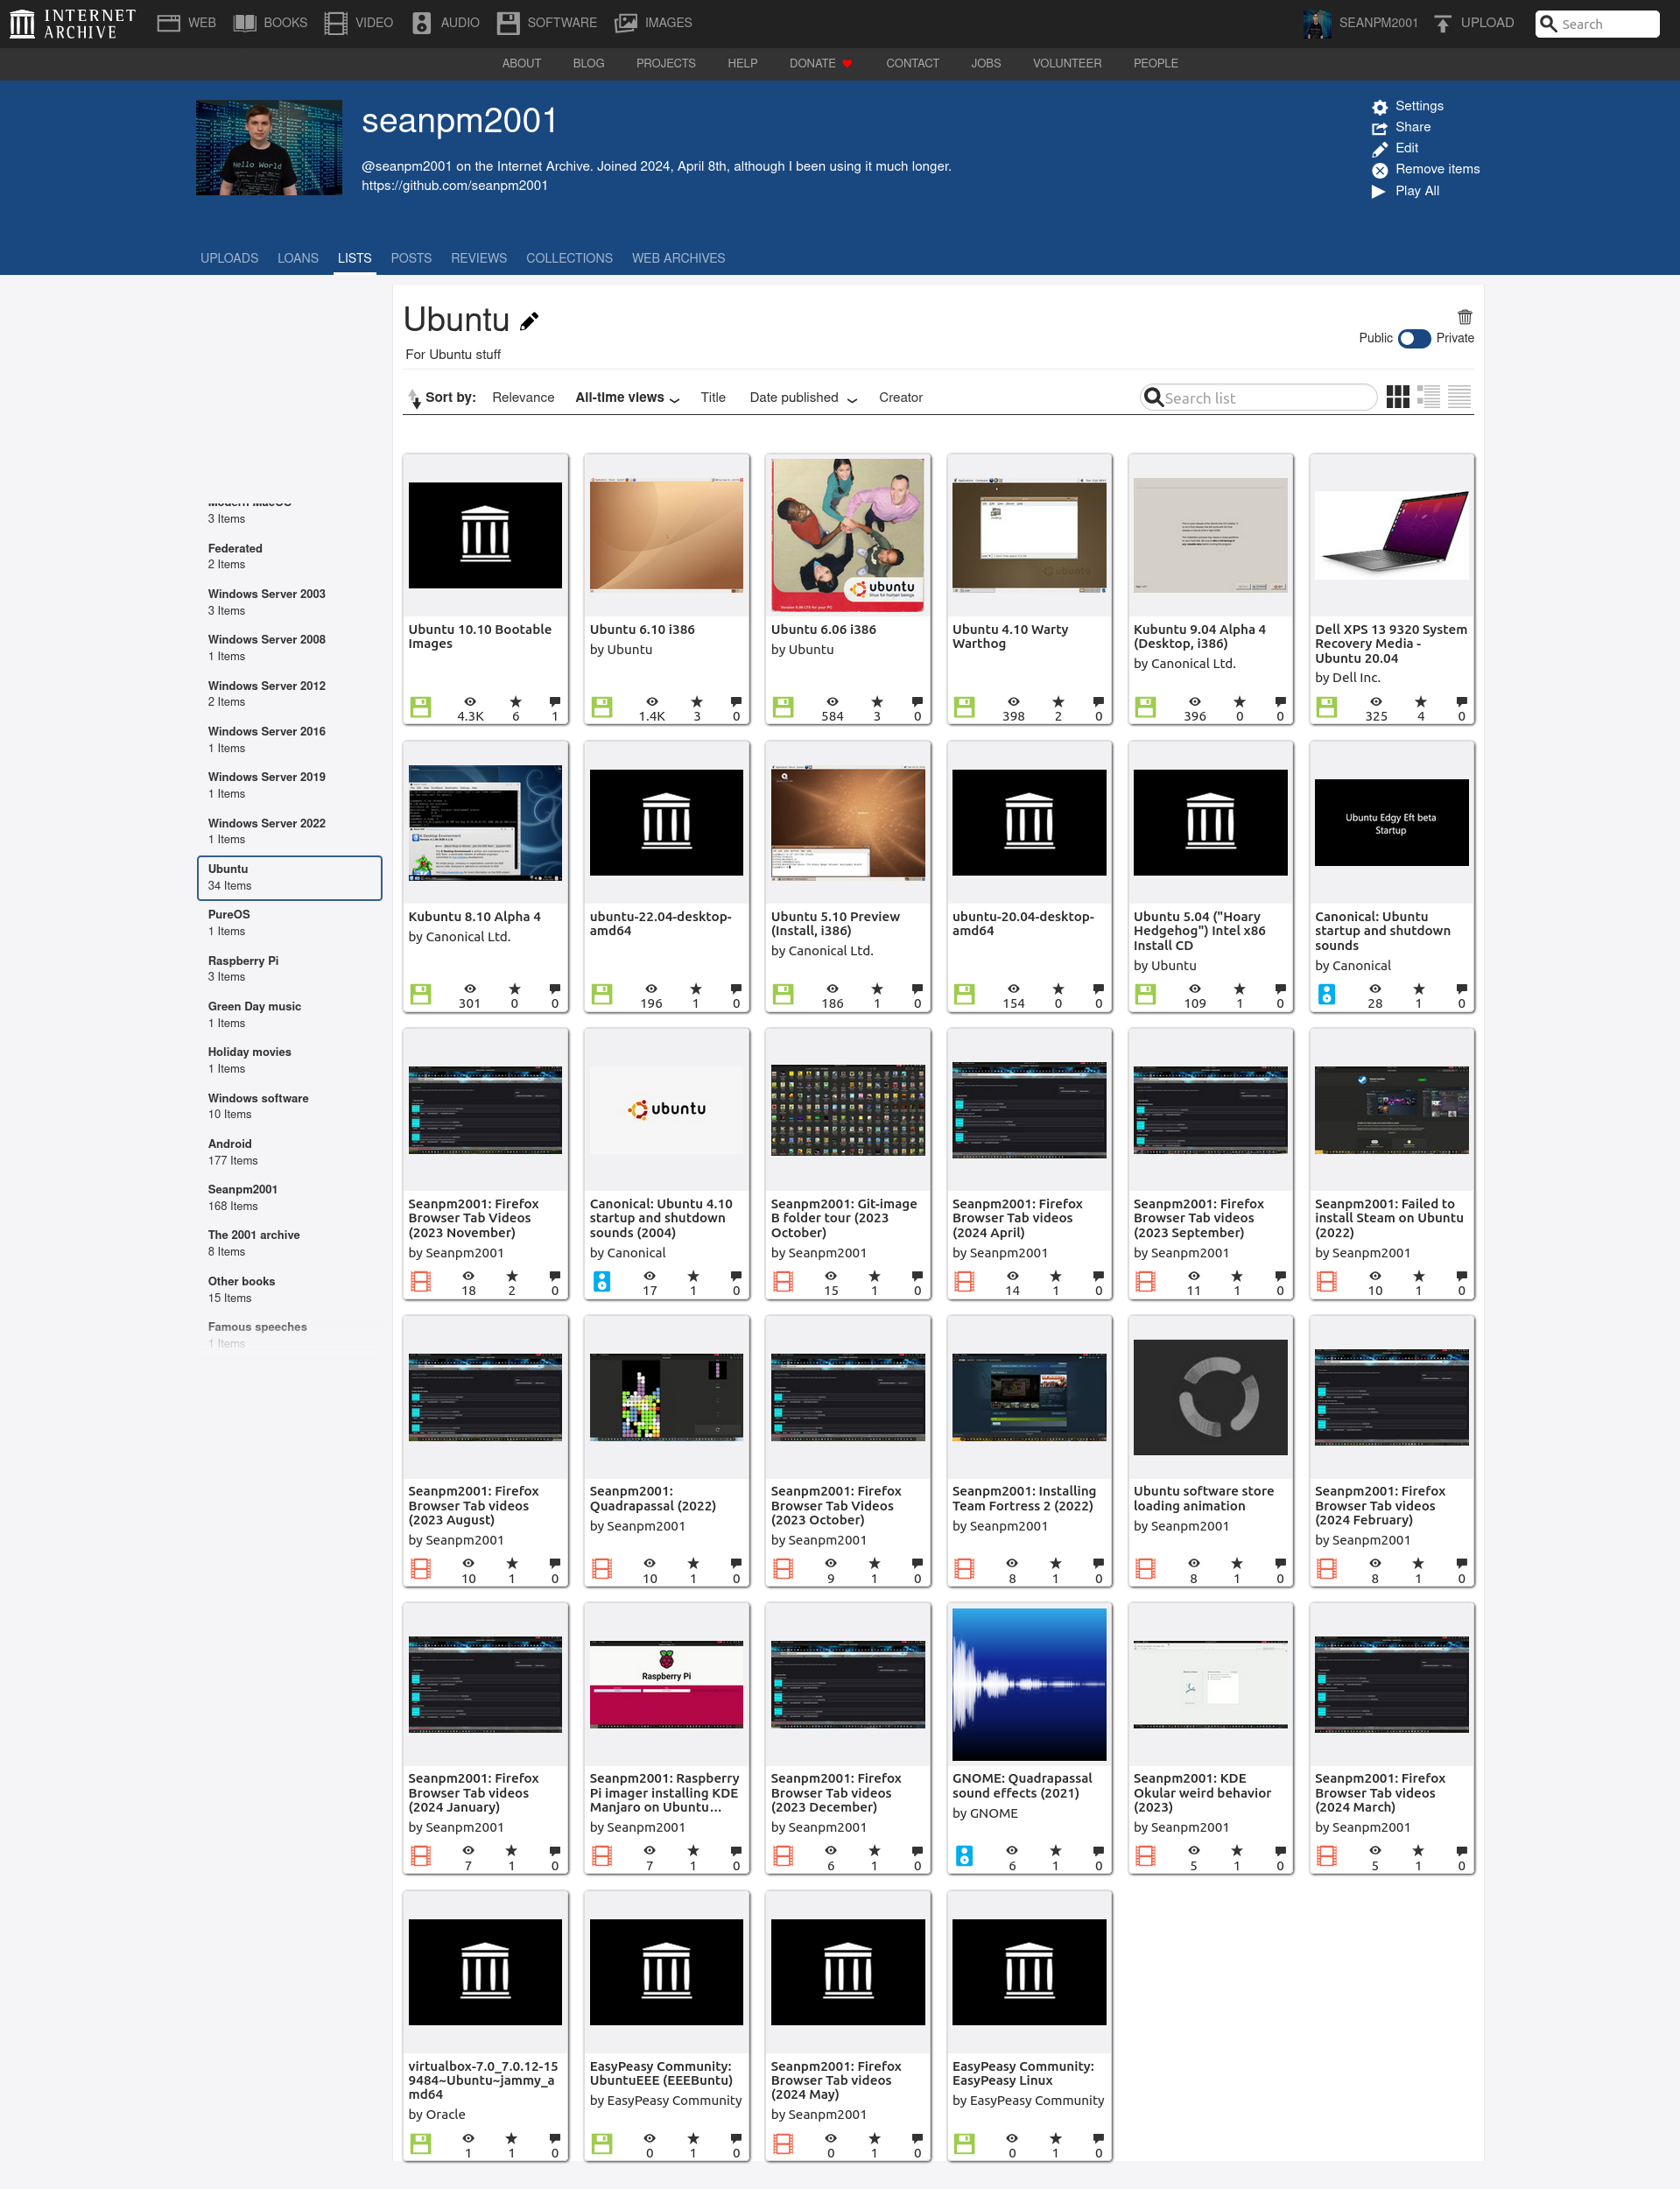 INTERNET ARCHIVE
WEB BOOKS VIDEO AUDIO SOFTWARE IMAGES
SEANPM2001 UPLOAD Search
ABOUT BLOG PROJECTS HELP DONATE CONTACT JOBS VOLUNTEER PEOPLE
seanpm2001
@seanpm2001 on the Internet Archive. Joined 2024, April 8th, although I been using it much longer.
https://github.com/seanpm2001
Hello World
Settings
Share
Edit
Remove items
Play All
UPLOADS LOANS LISTS POSTS REVIEWS COLLECTIONS WEB ARCHIVES
Ubuntu
For Ubuntu stuff
Public Private
Sort by: Relevance All-time views Title Date published Creator
Search list
Modern MacOS
3 Items
Federated
2 Items
Windows Server 2003
3 Items
Windows Server 2008
1 Items
Windows Server 2012
2 Items
Windows Server 2016
1 Items
Windows Server 2019
1 Items
Windows Server 2022
1 Items
Ubuntu
34 Items
PureOS
1 Items
Raspberry Pi
3 Items
Green Day music
1 Items
Holiday movies
1 Items
Windows software
10 Items
Android
177 Items
Seanpm2001
168 Items
The 2001 archive
8 Items
Other books
15 Items
Famous speeches
1 Items
Ubuntu 10.10 Bootable
Images
4.3K 6 1
Ubuntu 6.10 i386
by Ubuntu
1.4K 3 0
ubuntu
linux for human beings
Version 6.06 LTS for your PC
Ubuntu 6.06 i386
by Ubuntu
584 3 0
Ubuntu 4.10 Warty
Warthog
398 2 0
Kubuntu 9.04 Alpha 4
(Desktop, i386)
by Canonical Ltd.
396 0 0
Dell XPS 13 9320 System
Recovery Media -
Ubuntu 20.04
by Dell Inc.
325 4 0
Kubuntu 8.10 Alpha 4
by Canonical Ltd.
301 0 0
ubuntu-22.04-desktop-
amd64
196 1 0
Ubuntu 5.10 Preview
(Install, i386)
by Canonical Ltd.
186 1 0
ubuntu-20.04-desktop-
amd64
154 0 0
Ubuntu 5.04 ("Hoary
Hedgehog") Intel x86
Install CD
by Ubuntu
109 1 0
Ubuntu Edgy Eft beta
Startup
Canonical: Ubuntu
startup and shutdown
sounds
by Canonical
28 1 0
Seanpm2001: Firefox
Browser Tab Videos
(2023 November)
by Seanpm2001
18 2 0
ubuntu
Canonical: Ubuntu 4.10
startup and shutdown
sounds (2004)
by Canonical
17 1 0
Seanpm2001: Git-image
B folder tour (2023
October)
by Seanpm2001
15 1 0
Seanpm2001: Firefox
Browser Tab videos
(2024 April)
by Seanpm2001
14 1 0
Seanpm2001: Firefox
Browser Tab videos
(2023 September)
by Seanpm2001
11 1 0
Seanpm2001: Failed to
install Steam on Ubuntu
(2022)
by Seanpm2001
10 1 0
Seanpm2001: Firefox
Browser Tab videos
(2023 August)
by Seanpm2001
10 1 0
Seanpm2001:
Quadrapassal (2022)
by Seanpm2001
10 1 0
Seanpm2001: Firefox
Browser Tab Videos
(2023 October)
by Seanpm2001
9 1 0
Seanpm2001: Installing
Team Fortress 2 (2022)
by Seanpm2001
8 1 0
Ubuntu software store
loading animation
by Seanpm2001
8 1 0
Seanpm2001: Firefox
Browser Tab videos
(2024 February)
by Seanpm2001
8 1 0
Seanpm2001: Firefox
Browser Tab videos
(2024 January)
by Seanpm2001
7 1 0
Raspberry Pi
Seanpm2001: Raspberry
Pi imager installing KDE
Manjaro on Ubuntu...
by Seanpm2001
7 1 0
Seanpm2001: Firefox
Browser Tab videos
(2023 December)
by Seanpm2001
6 1 0
GNOME: Quadrapassal
sound effects (2021)
by GNOME
6 1 0
Seanpm2001: KDE
Okular weird behavior
(2023)
by Seanpm2001
5 1 0
Seanpm2001: Firefox
Browser Tab videos
(2024 March)
by Seanpm2001
5 1 0
virtualbox-7.0_7.0.12-15
9484~Ubuntu~jammy_a
md64
by Oracle
1 1 0
EasyPeasy Community:
UbuntuEEE (EEEBuntu)
by EasyPeasy Community
0 1 0
Seanpm2001: Firefox
Browser Tab videos
(2024 May)
by Seanpm2001
0 1 0
EasyPeasy Community:
EasyPeasy Linux
by EasyPeasy Community
0 1 0